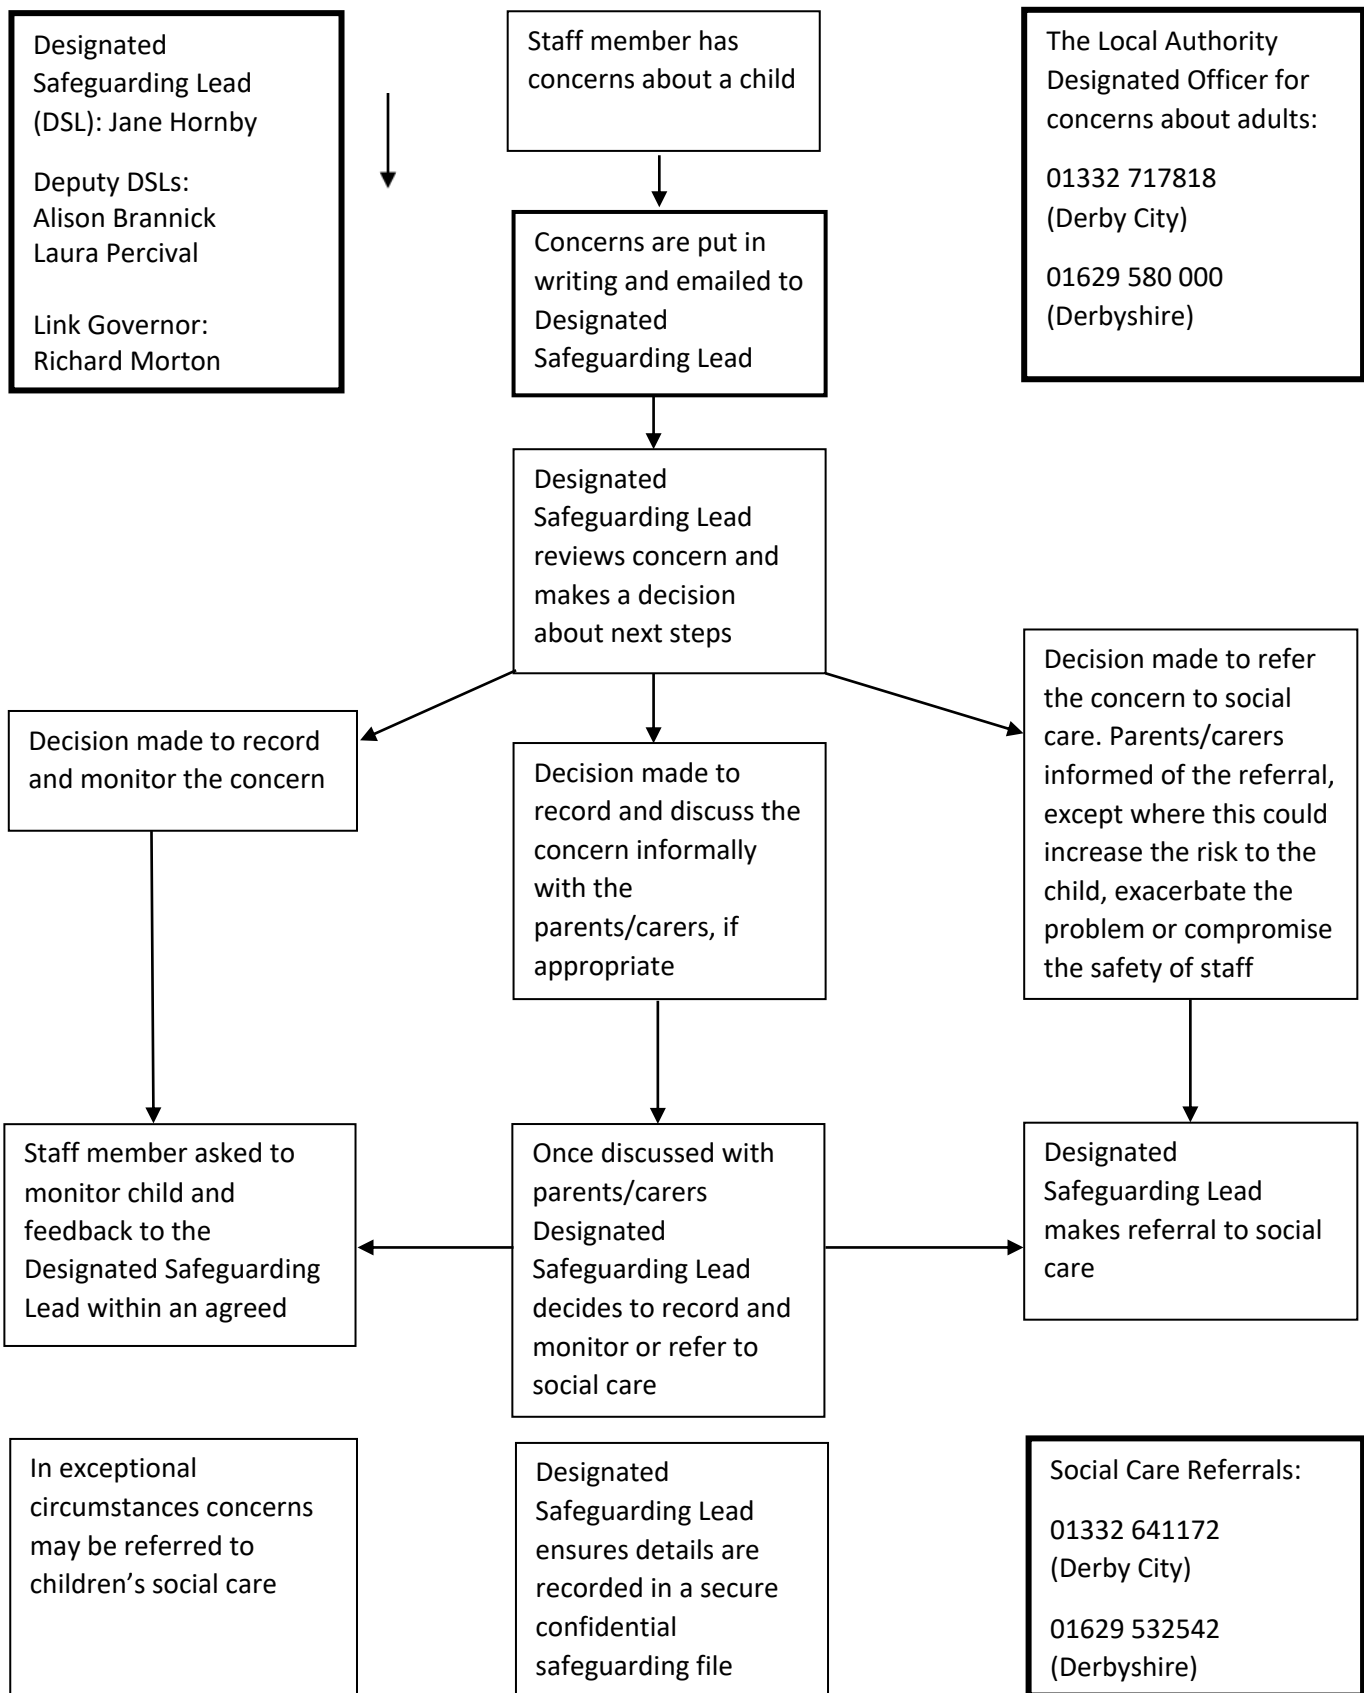 Designated
Safeguarding Lead
(DSL): Jane Hornby
Deputy DSLs:
Alison Brannick
Laura Percival
Link Governor:
Richard Morton
Staff member has
concerns about a child
The Local Authority
Designated Officer for
concerns about adults:
01332 717818
(Derby City)
01629 580 000
(Derbyshire)
Concerns are put in
writing and emailed to
Designated
Safeguarding Lead
Designated
Safeguarding Lead
reviews concern and
makes a decision
about next steps
Decision made to record
and monitor the concern
Decision made to
record and discuss the
concern informally
with the
parents/carers, if
appropriate
Decision made to refer
the concern to social
care. Parents/carers
informed of the referral,
except where this could
increase the risk to the
child, exacerbate the
problem or compromise
the safety of staff
Staff member asked to
monitor child and
feedback to the
Designated Safeguarding
Lead within an agreed
Once discussed with
parents/carers
Designated
Safeguarding Lead
decides to record and
monitor or refer to
social care
Designated
Safeguarding Lead
makes referral to social
care
In exceptional
circumstances concerns
may be referred to
children’s social care
Designated
Safeguarding Lead
ensures details are
recorded in a secure
confidential
safeguarding file
Social Care Referrals:
01332 641172
(Derby City)
01629 532542
(Derbyshire)